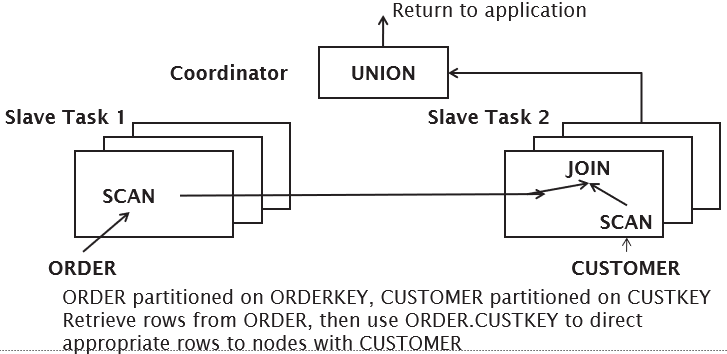 Return to application
Coordinator
UNION
Slave Task 1
Slave Task 2
JOIN
SCAN
SCAN
ORDER
CUSTOMER
ORDER partitioned on ORDERKEY, CUSTOMER partitioned on CUSTKEY
Retrieve rows from ORDER, then use ORDER.CUSTKEY to direct
appropriate rows to nodes with CUSTOMER